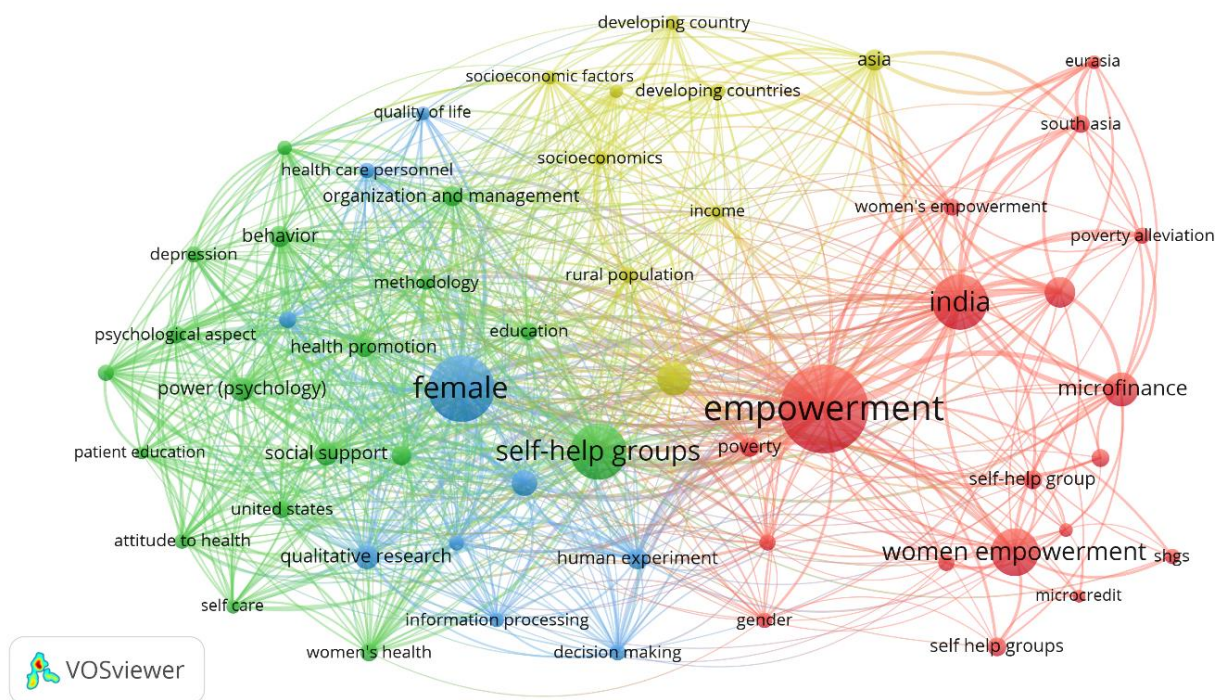 developing country
asia
eurasia
socioeconomic factors
developing countries
quality of life
south asia
socioeconomics
health care personnel
organization and management
income
women's empowerment
behavior
poverty alleviation
depression
rural population
methodology
india
psychological aspect
education
health promotion
power (psychology)
female
microfinance
empowerment
patient education
social support
self-help groups
poverty
self-help group
united states
attitude to health
qualitative research
human experiment
women empowerment
shgs
microcredit
self care
information processing
gender
women's health
decision making
self help groups
VOSviewer